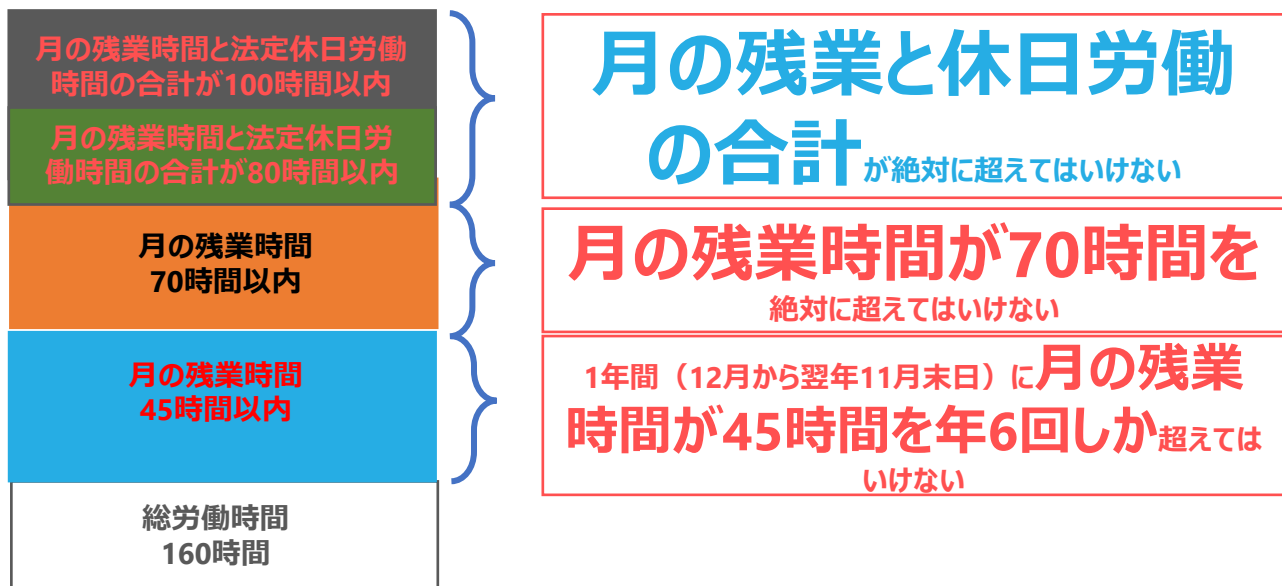 月の残業時間と法定休日労働
時間の合計が100時間以内
月の残業時間と法定休日労
働時間の合計が80時間以内
月の残業時間
70時間以内
月の残業時間
45時間以内
総労働時間
160時間
月の残業と休日労働
の合計が絶対に超えてはいけない
月の残業時間が70時間を
絶対に超えてはいけない
1年間（12月から翌年11月末日）に月の残業
時間が45時間を年6回しか超えては
いけない